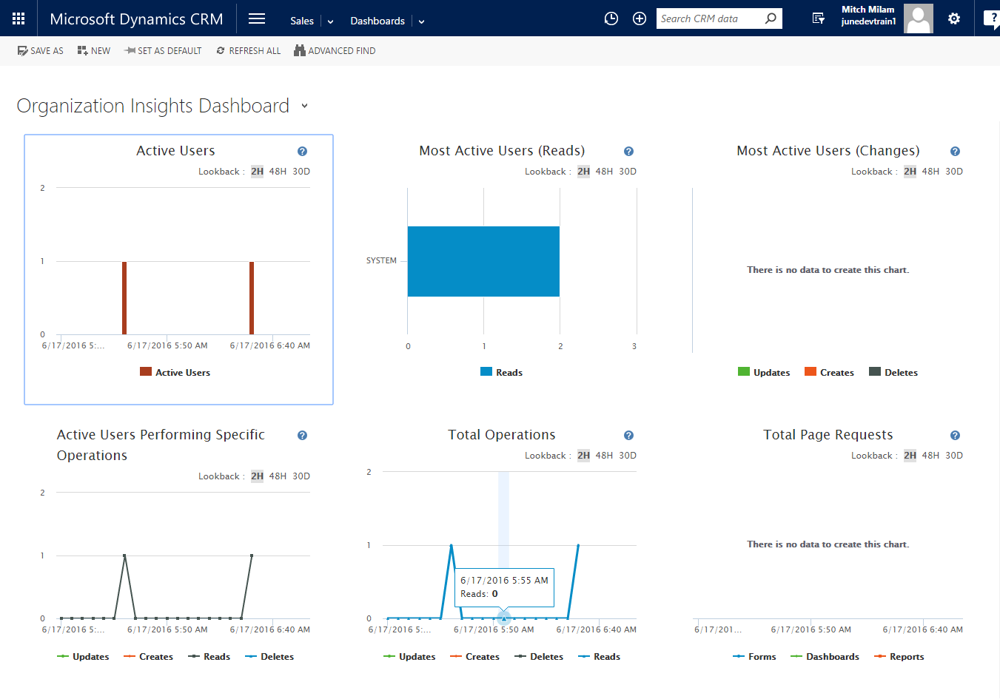 Microsoft Dynamics CRM
Sales
Dashboards
Search CRM data
Mitch Milam
junedevtrain1
?
SAVE AS
NEW
SET AS DEFAULT
REFRESH ALL
ADVANCED FIND
Organization Insights Dashboard
Active Users
?
Lookback : 2H 48H 30D
2
1
0
6/17/2016 5:... 6/17/2016 5:50 AM 6/17/2016 6:40 AM
Active Users
Most Active Users (Reads)
?
Lookback : 2H 48H 30D
SYSTEM
0 1 2 3
Reads
Most Active Users (Changes)
?
Lookback : 2H 48H 30D
There is no data to create this chart.
Updates Creates Deletes
Active Users Performing Specific
Operations
?
Lookback : 2H 48H 30D
2
1
0
6/17/2016 5:... 6/17/2016 5:50 AM 6/17/2016 6:40 AM
Updates Creates Reads Deletes
Total Operations
?
Lookback : 2H 48H 30D
2
1
6/17/2016 5:55 AM
Reads: 0
0
6/17/2016 5:... 6/17/2016 5:50 AM 6/17/2016 6:40 AM
Updates Creates Deletes Reads
Total Page Requests
?
Lookback : 2H 48H 30D
There is no data to create this chart.
6/17/201... 6/17/2016 5:50 AM 6/17/2016 6:40 AM
Forms Dashboards Reports